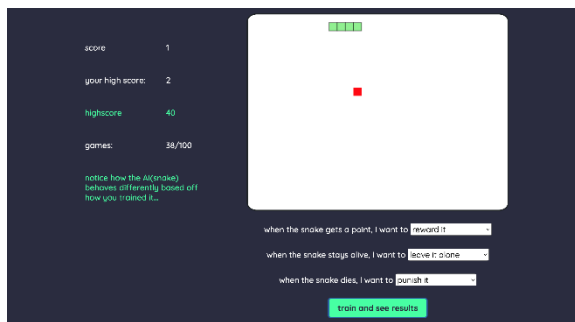 score 1
your high score: 2
highscore 40
games: 38/100
notice how the AI(snake)
behaves differently based off
how you trained it...
when the snake gets a point, I want to reward it
when the snake stays alive, I want to leave it alone
when the snake dies, I want to punish it
train and see results